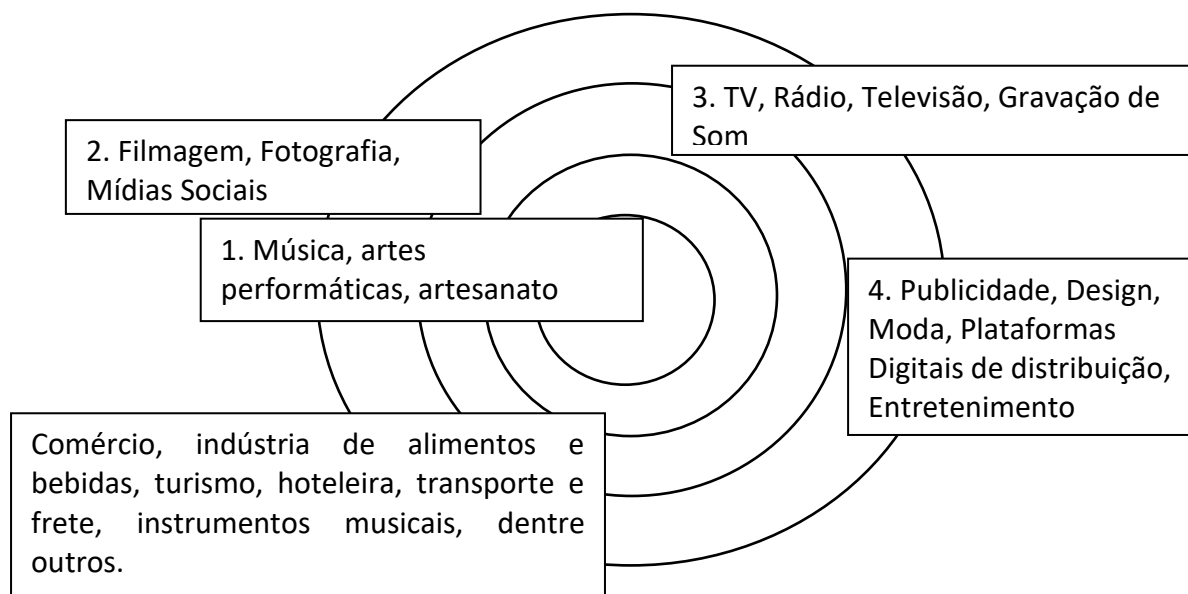 3. TV, Rádio, Televisão, Gravação de
Som
2. Filmagem, Fotografia,
Mídias Sociais
1. Música, artes
performáticas, artesanato
4. Publicidade, Design,
Moda, Plataformas
Digitais de distribuição,
Entretenimento
Comércio, indústria de alimentos e
bebidas, turismo, hoteleira, transporte e
frete, instrumentos musicais, dentre
outros.